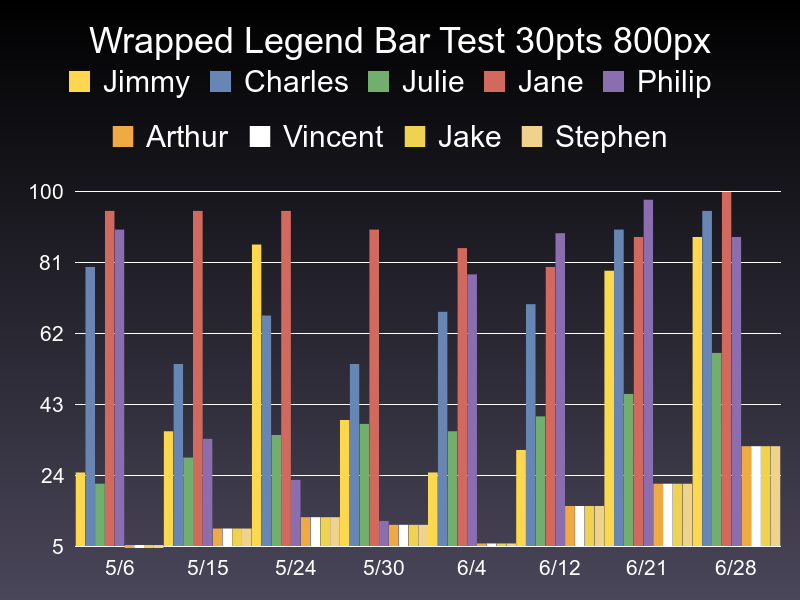 Wrapped Legend Bar Test 30pts 800px
Jimmy Charles Julie Jane Philip
Arthur Vincent Jake Stephen
100
81
62
43
24
5
5/6 5/15 5/24 5/30 6/4 6/12 6/21 6/28